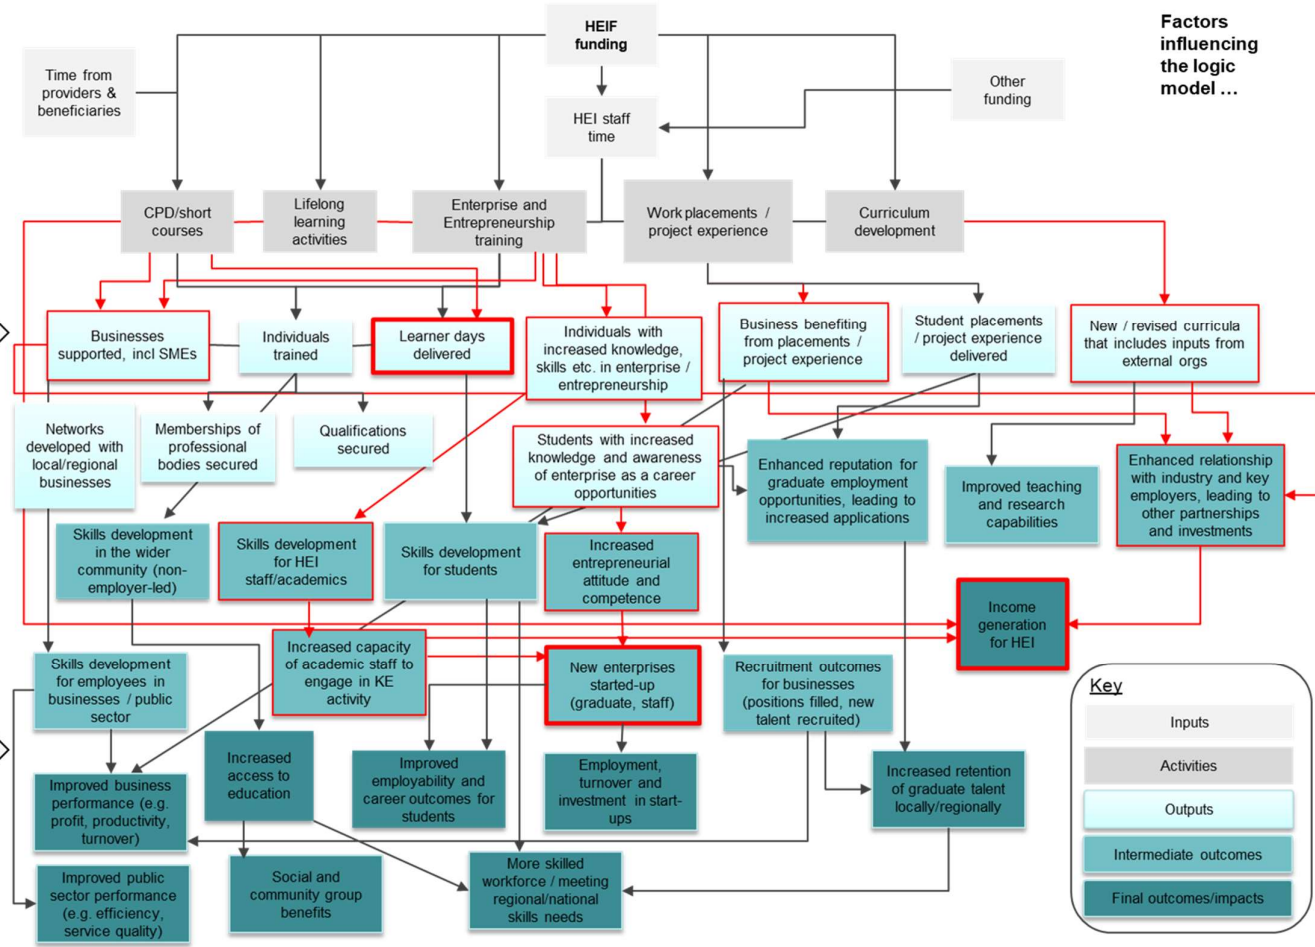 HEIF
funding
Factors
influencing
the logic
model ...
Time from
providers &
beneficiaries
Other
funding
HEI staff
time
CPD/short
courses
Lifelong
learning
activities
Enterprise and
Entrepreneurship
training
Work placements /
project experience
Curriculum
development
Businesses
supported, incl SMEs
Individuals
trained
Learner days
delivered
Individuals with
increased knowledge,
skills etc. in enterprise /
entrepreneurship
Business benefiting
from placements /
project experience
Student placements
/ project experience
delivered
New / revised curricula
that includes inputs from
external orgs
Networks
developed with
local/regional
businesses
Memberships of
professional
bodies secured
Qualifications
secured
Students with increased
knowledge and awareness
of enterprise as a career
opportunities
Enhanced reputation for
graduate employment
opportunities, leading to
increased applications
Improved teaching
and research
capabilities
Enhanced relationship
with industry and key
employers, leading to
other partnerships
and investments
Skills development
in the wider
community (non-
employer-led)
Skills development
for HEI
staff/academics
Skills development
for students
Increased
entrepreneurial
attitude and
competence
Income
generation
for HEI
Skills development
for employees in
businesses / public
sector
Increased capacity
of academic staff to
engage in KE
activity
New enterprises
started-up
(graduate, staff)
Recruitment outcomes
for businesses
(positions filled, new
talent recruited)
Improved business
performance (e.g.
profit, productivity,
turnover)
Increased
access to
education
Improved
employability and
career outcomes for
students
Employment,
turnover and
investment in start-
ups
Increased retention
of graduate talent
locally/regionally
Improved public
sector performance
(e.g. efficiency,
service quality)
Social and
community group
benefits
More skilled
workforce / meeting
regional/national
skills needs
Key
Inputs
Activities
Outputs
Intermediate outcomes
Final outcomes/impacts